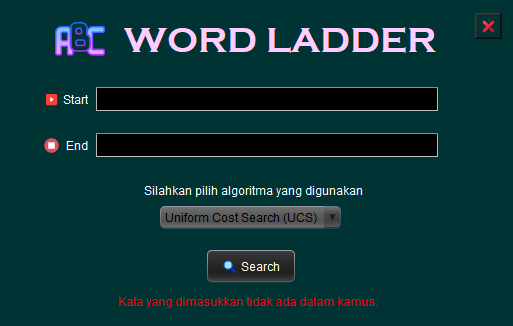 ABC WORD LADDER
Start
End
Silahkan pilih algoritma yang digunakan
Uniform Cost Search (UCS)
Search
Kata yang dimasukkan tidak ada dalam kamus.